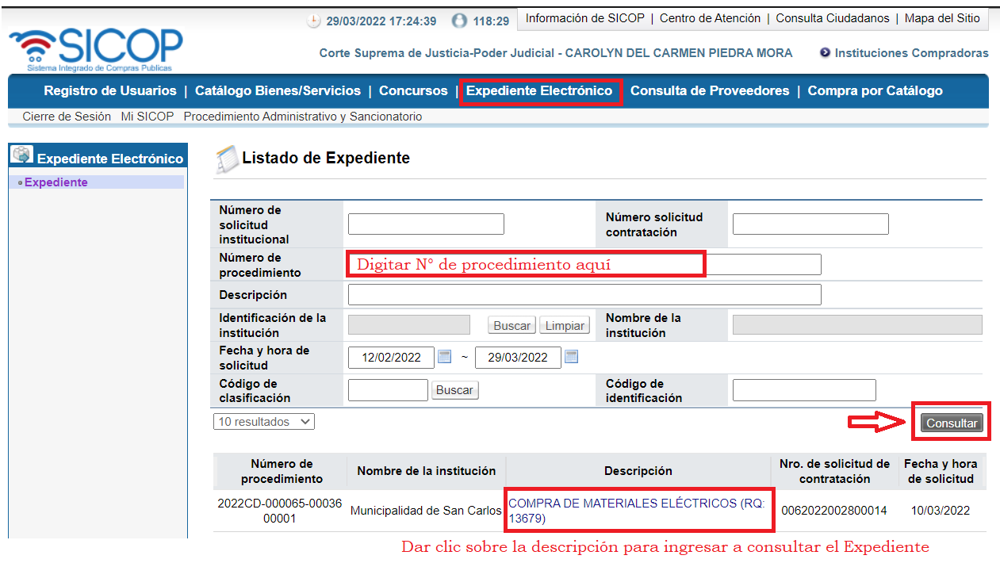 29/03/2022 17:24:39 118:29 Información de SICOP | Centro de Atención | Consulta Ciudadanos | Mapa del Sitio
SICOP
Sistema Integrado de Compras Publicas
Corte Suprema de Justicia-Poder Judicial - CAROLYN DEL CARMEN PIEDRA MORA Instituciones Compradoras
Registro de Usuarios | Catálogo Bienes/Servicios | Concursos | Expediente Electrónico Consulta de Proveedores | Compra por Catálogo
Cierre de Sesión Mi SICOP Procedimiento Administrativo y Sancionatorio
Expediente Electrónico
Expediente
Listado de Expediente
Número de
solicitud
institucional
Número solicitud
contratación
Número de
procedimiento
Digitar N° de procedimiento aquí
Descripción
Identificación de la
institución
Buscar Limpiar
Nombre de la
institución
Fecha y hora de
solicitud
12/02/2022 ~ 29/03/2022
Código de
clasificación
Buscar
Código de
identificación
10 resultados
Consultar
Número de
procedimiento
Nombre de la institución
Descripción
Nro. de solicitud de
contratación
Fecha y hora
de solicitud
2022CD-000065-00036
00001
Municipalidad de San Carlos
COMPRA DE MATERIALES ELÉCTRICOS (RQ:
13679)
0062022002800014
10/03/2022
Dar clic sobre la descripción para ingresar a consultar el Expediente